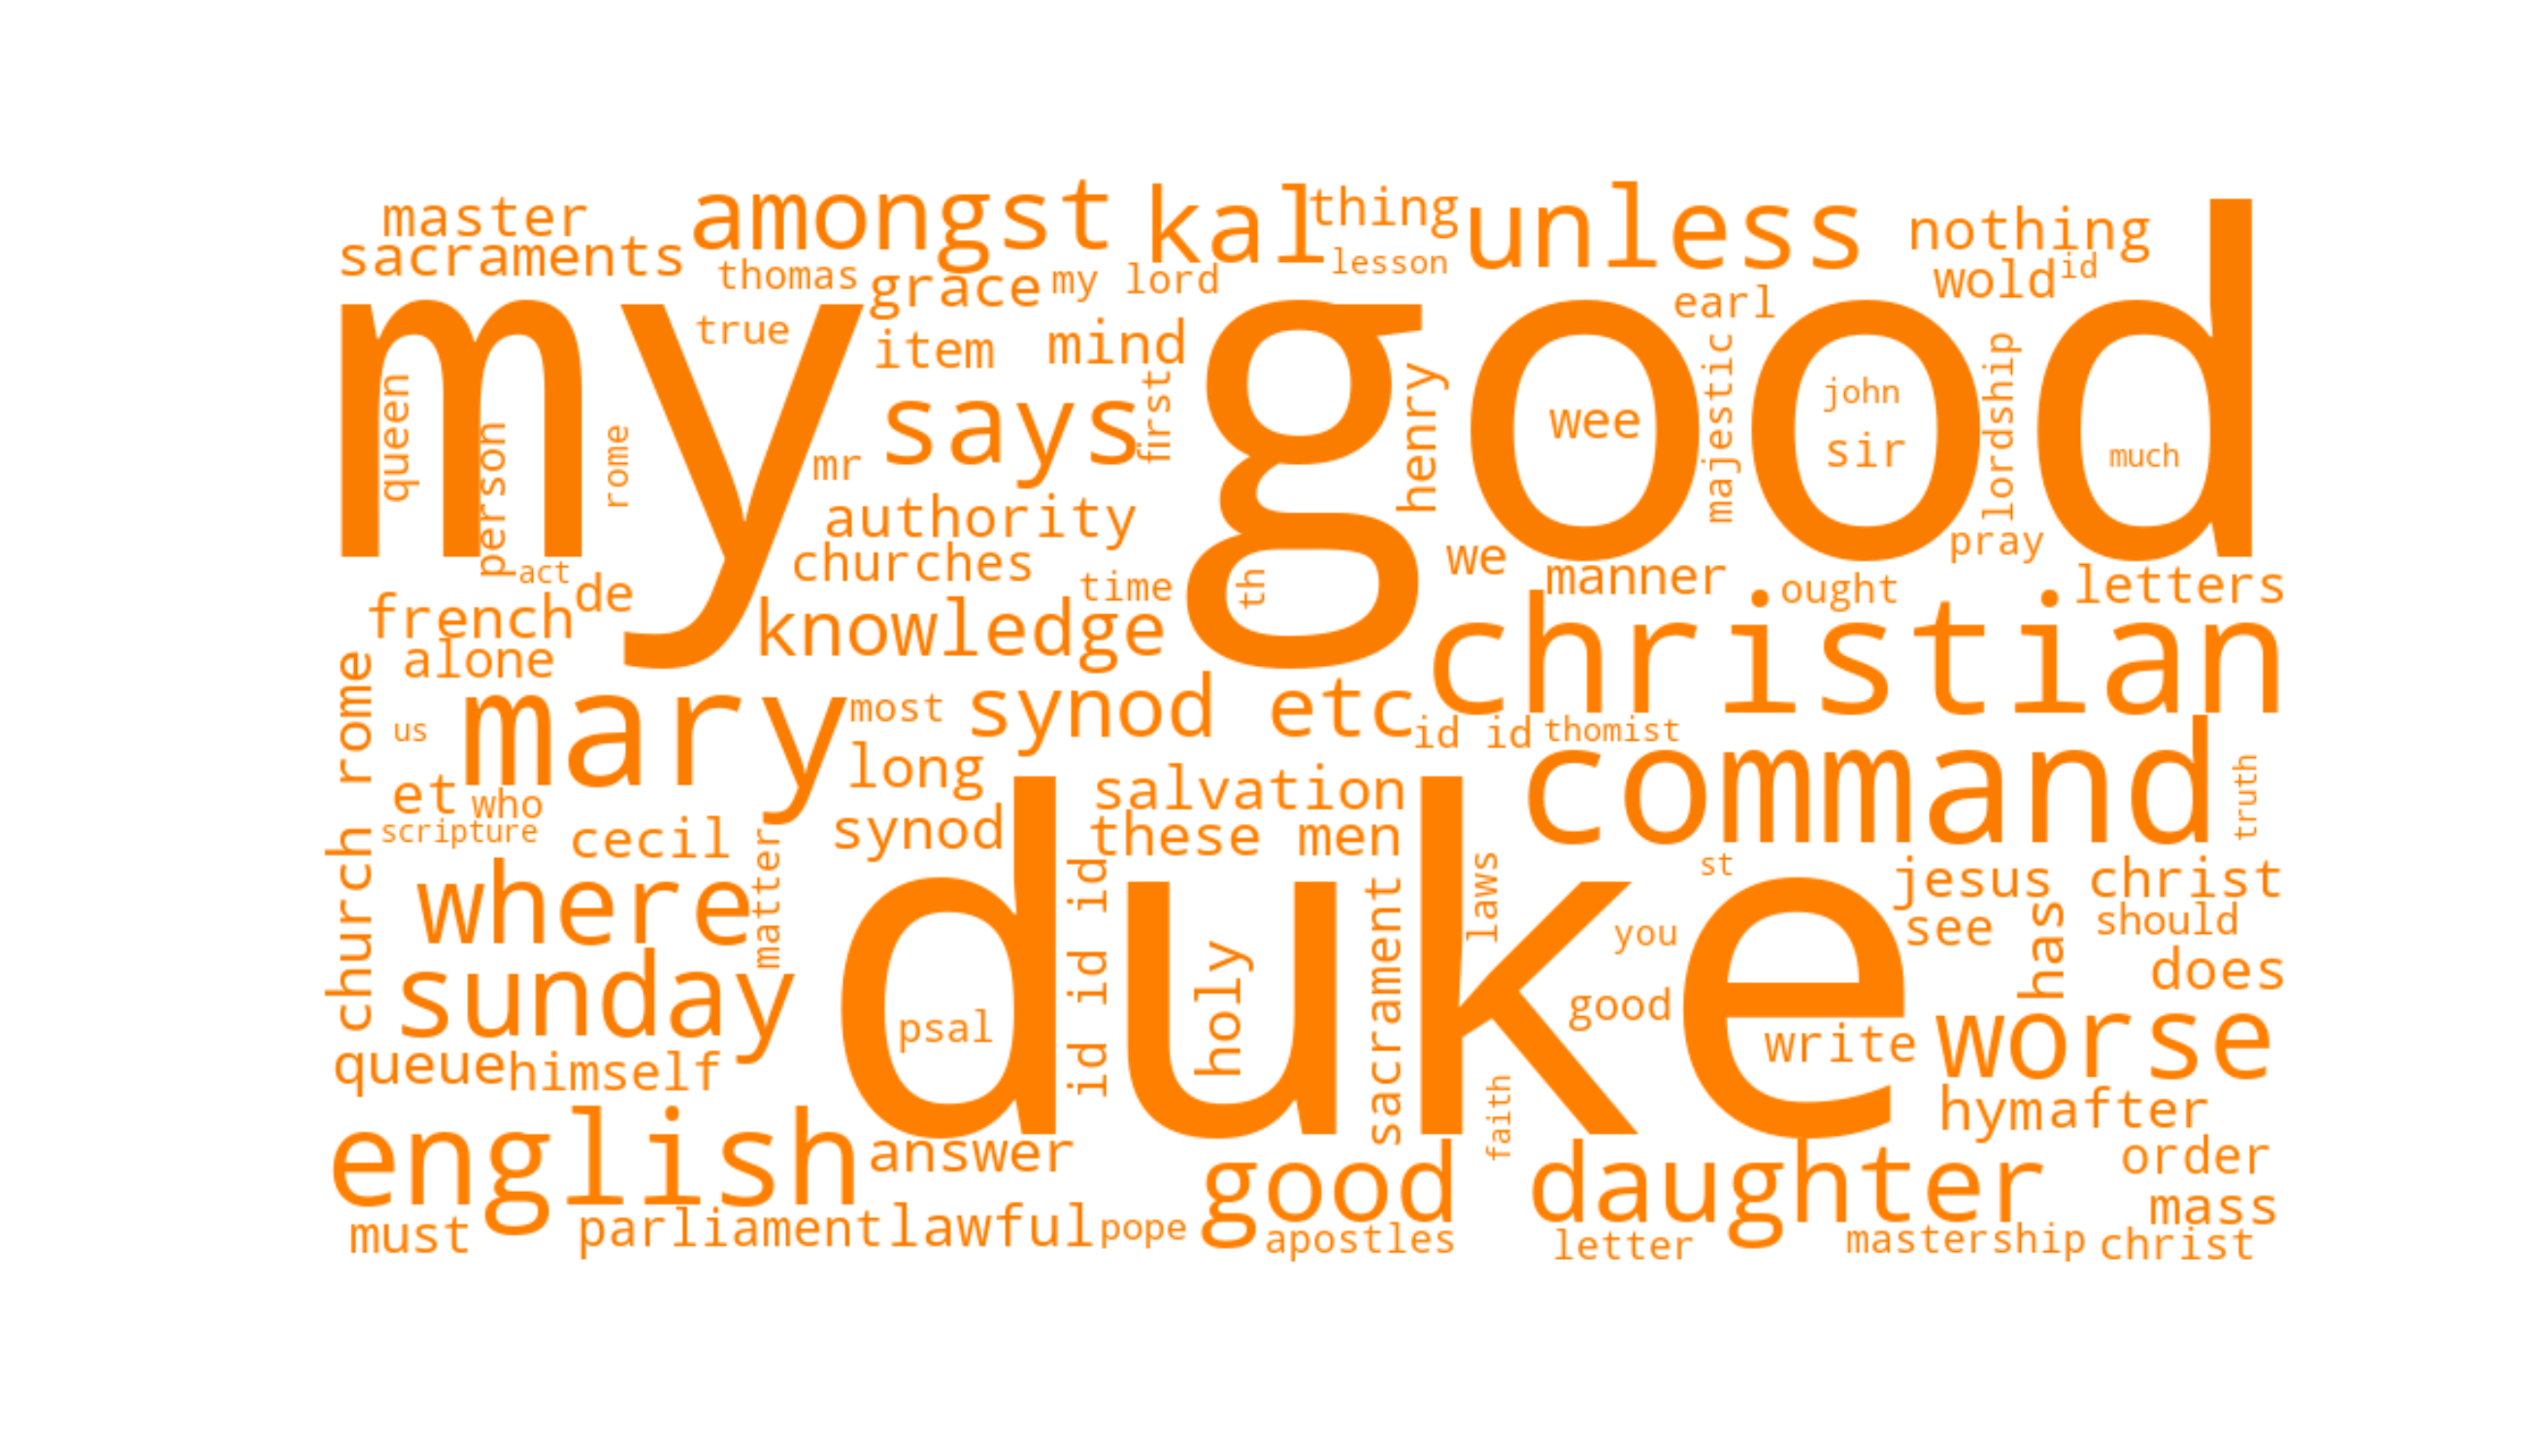 master
sacraments
amongst
kal
thing
unless
nothing
thomas
grace
my lord
lesson
wold
id
earl
my good
true
item
mind
queen
person
rome
says
first
mr
henry
wee
majestic
john
sir
lordship
much
authority
churches
time
th
we
manner
pray
ought
letters
act
de
french
alone
knowledge
christian
church rome
us
mary
most
synod etc
id id
thomist
command
truth
et
who
long
salvation
scripture
cecil
synod
these men
matter
where
duke
id id id
holy
sacrament
laws
st
jesus christ
you
see
has
should
does
sunday
psal
good
write
worse
queue
himself
faith
hym
after
english
answer
good
daughter
order
mass
must
parliament
lawful
pope
apostles
letter
mastership
christ